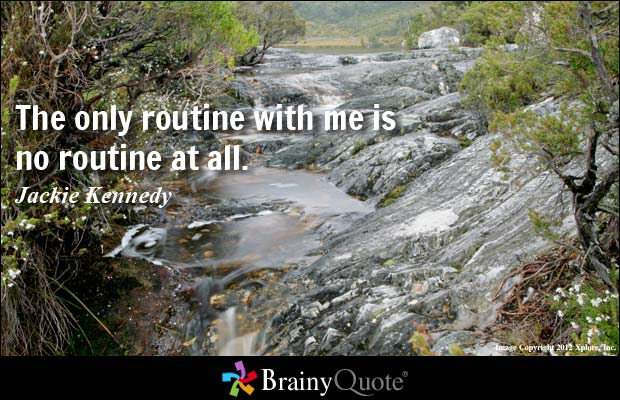 The only routine with me is
no routine at all.
Jackie Kennedy
Image Copyright 2012 Xplore, Inc.
BrainyQuote®